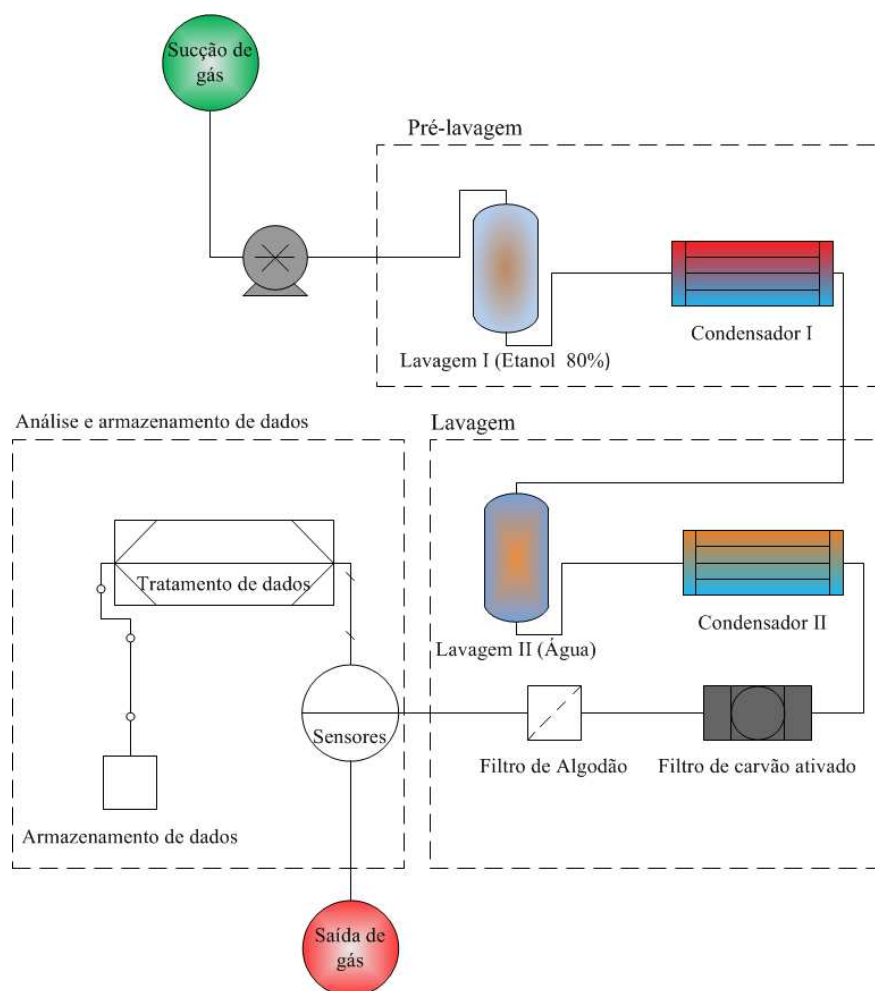 Sucção de
gás
Pré-lavagem
Condensador I
Lavagem I (Etanol 80%)
Análise e armazenamento de dados
Lavagem
Tratamento de dados
Condensador II
Lavagem II (Água)
Sensores
Filtro de Algodão
Filtro de carvão ativado
Armazenamento de dados
Saída de
gás